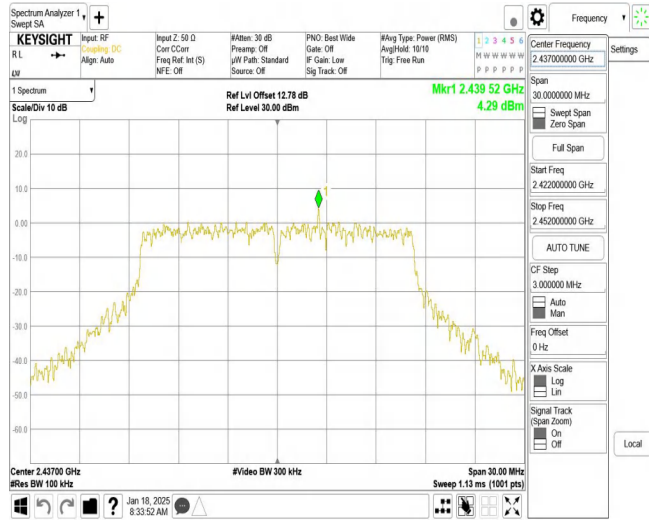 Spectrum Analyzer 1
Swept SA
+
Frequency
KEYSIGHT
RL
Input: RF
Coupling: DC
Align: Auto
Input Z: 50 Ω
Corr CCorr
Freq Ref: Int (S)
NFE: Off
#Atten: 30 dB
Preamp: Off
µW Path: Standard
Source: Off
PNO: Best Wide
Gate: Off
IF Gain: Low
Sig Track: Off
#Avg Type: Power (RMS)
Avg|Hold: 10/10
Trig: Free Run
1 2 3 4 5 6
M W W W W W
P P P P P P
1 Spectrum
Scale/Div 10 dB
Log
Ref Lvl Offset 12.78 dB
Ref Level 30.00 dBm
Mkr1 2.439 52 GHz
4.29 dBm
20.0
10.0
0.00
-10.0
-20.0
-30.0
-40.0
-50.0
-60.0
1
Center 2.43700 GHz
#Res BW 100 kHz
#Video BW 300 kHz
Span 30.00 MHz
Sweep 1.13 ms (1001 pts)
Jan 18, 2025
8:33:52 AM
?
Center Frequency
2.437000000 GHz
Settings
Span
30.0000000 MHz
Swept Span
Zero Span
Full Span
Start Freq
2.422000000 GHz
Stop Freq
2.452000000 GHz
AUTO TUNE
CF Step
3.000000 MHz
Auto
Man
Freq Offset
0 Hz
X Axis Scale
Log
Lin
Signal Track
(Span Zoom)
On
Off
Local